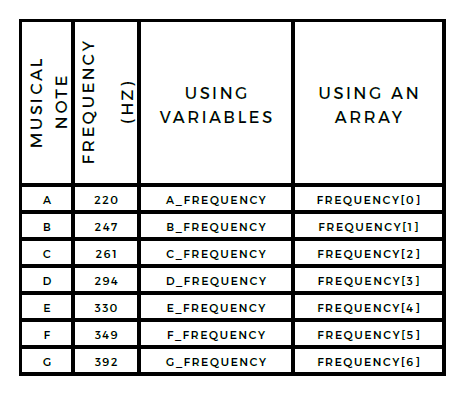 MUSICAL
NOTE
FREQUENCY
(HZ)
USING
VARIABLES
USING AN
ARRAY
A 220 A_FREQUENCY FREQUENCY[0]
B 247 B_FREQUENCY FREQUENCY[1]
C 261 C_FREQUENCY FREQUENCY[2]
D 294 D_FREQUENCY FREQUENCY[3]
E 330 E_FREQUENCY FREQUENCY[4]
F 349 F_FREQUENCY FREQUENCY[5]
G 392 G_FREQUENCY FREQUENCY[6]